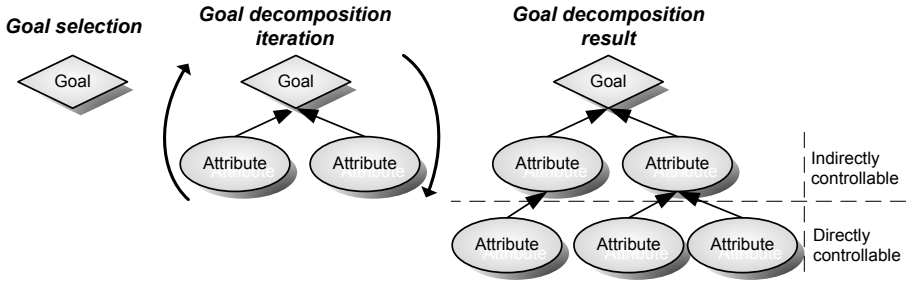 Goal selection
Goal decomposition
iteration
Goal decomposition
result
Goal
Goal
Goal
Attribute
Attribute
Attribute
Attribute
Indirectly
controllable
Attribute
Attribute
Attribute
Directly
controllable